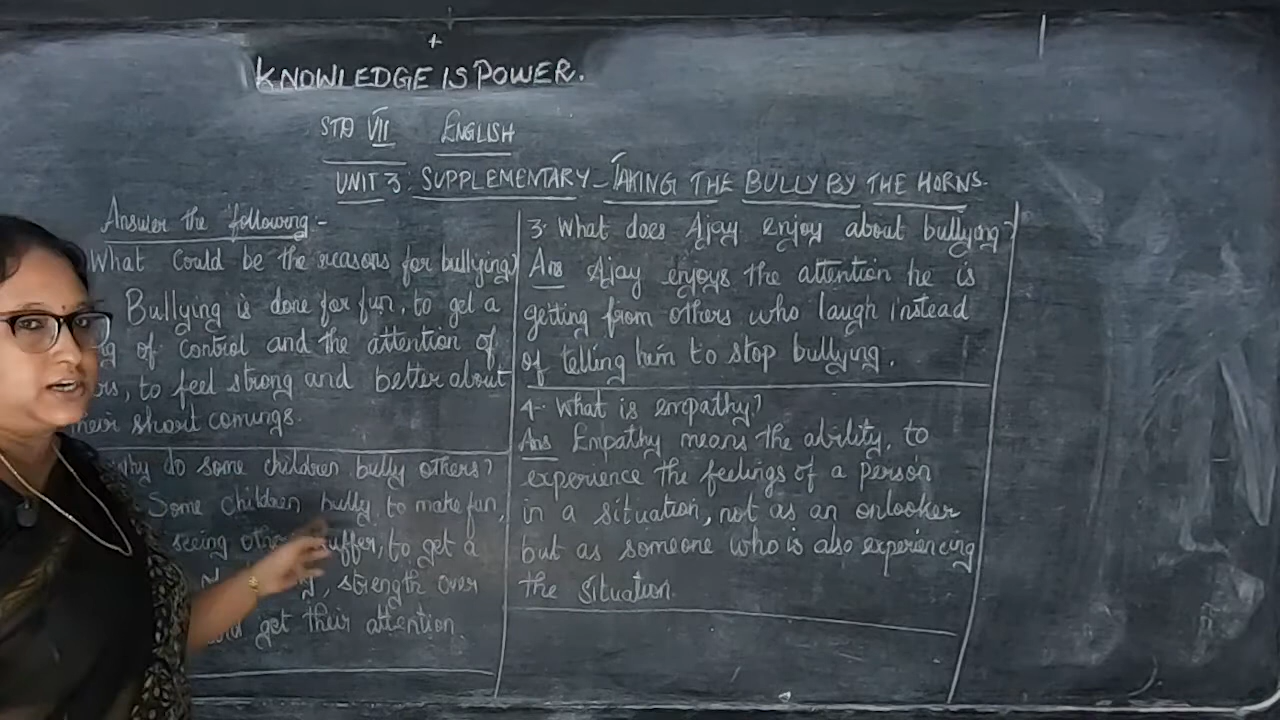 KNOWLEDGE IS POWER.
STD VII ENGLISH
UNIT 3: SUPPLEMENTARY - TAKING THE BULLY BY THE HORNS.
Answer the following :-
What could be the reasons for bullying?
Bullying is done for fun, to get a
of control and the attention of
to feel strong and better about
short comings.
why do some children bully others?
Some children bully, to make fun,
seeing suffer, to get a
strength over
get their attention.
3. What does Ajay enjoy about bullying?
Ans Ajay enjoys the attention he is
getting from others who laugh instead
of telling him to stop bullying.
4. What is empathy?
Ans Empathy means the ability, to
experience the feelings of a person
in a situation, not as an onlooker
but as someone who is also experiencing
the situation.